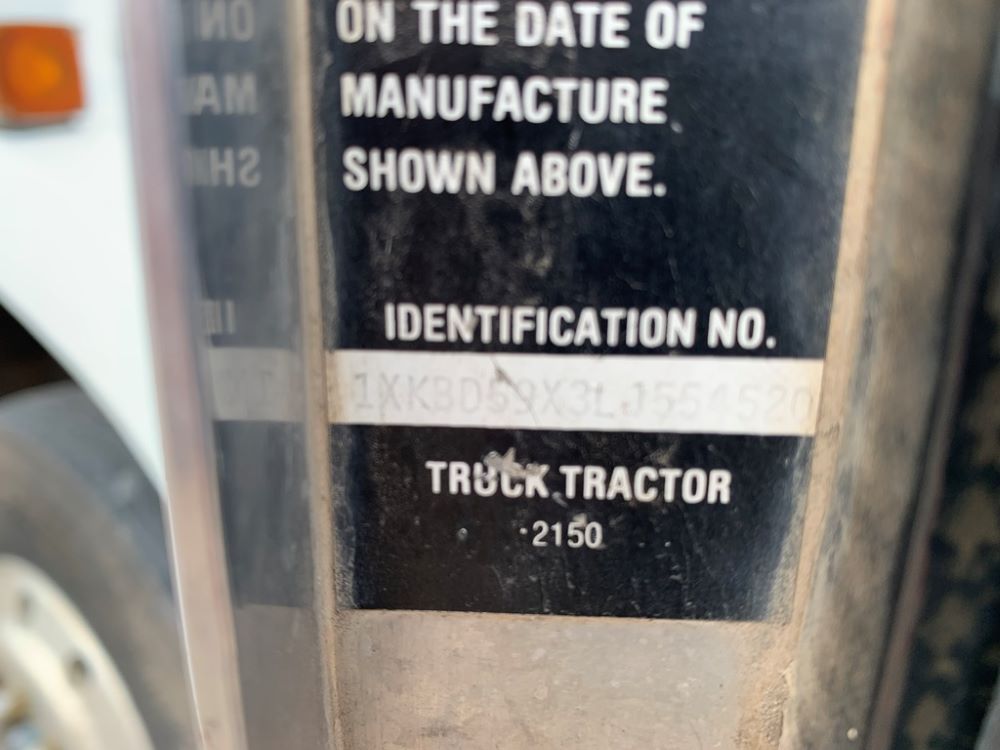 ON THE DATE OF
MANUFACTURE
SHOWN ABOVE.
IDENTIFICATION NO.
1XKBD59X3LJ554520
TRUCK TRACTOR
2150